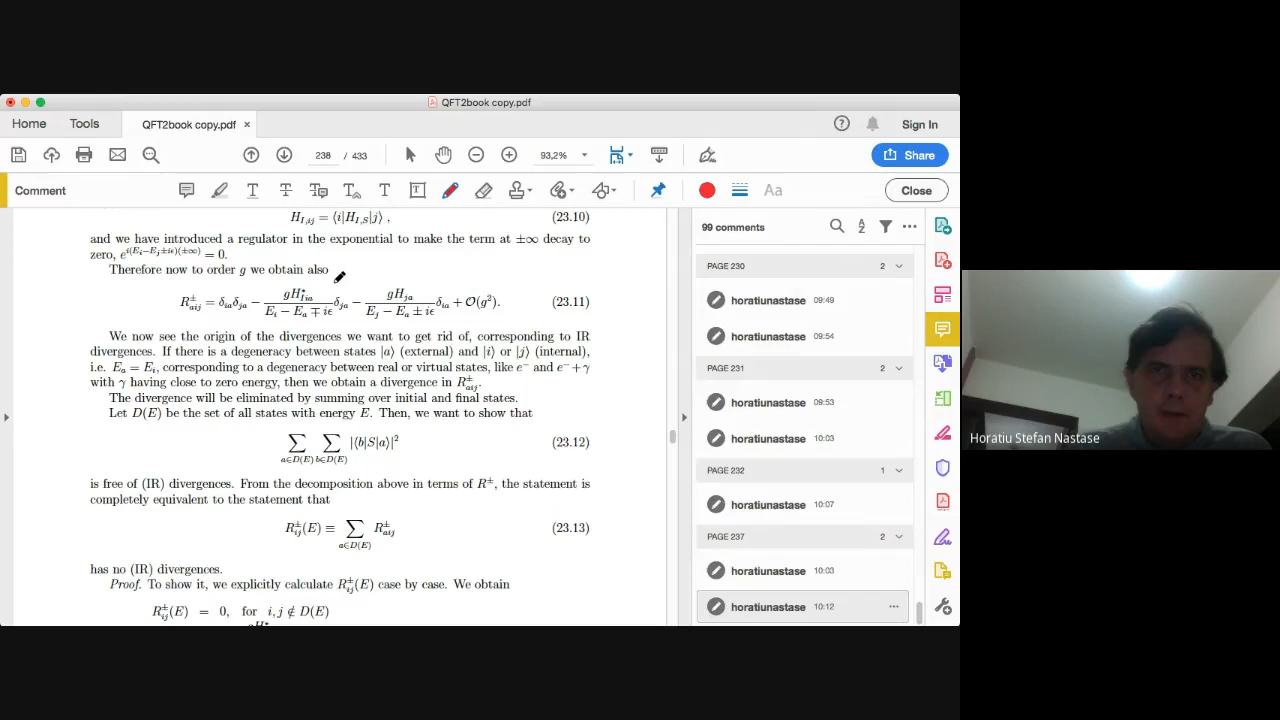 QFT2book copy.pdf
Home Tools QFT2book copy.pdf × Sign In
238 / 433 93,2% Share
Comment Aa Close
H_{I,ij} = ⟨i|H_{I,S}|j⟩ , (23.10)
and we have introduced a regulator in the exponential to make the term at ±∞ decay to
zero, e^{i(E_i−E_j±iϵ)(±∞)} = 0.
Therefore now to order g we obtain also
R^±_{aij} = δ_{ia}δ_{ja} − gH^*_{Iia}/(E_i − E_a ∓ iϵ) δ_{ja} − gH_{ja}/(E_j − E_a ± iϵ) δ_{ia} + O(g²). (23.11)
We now see the origin of the divergences we want to get rid of, corresponding to IR
divergences. If there is a degeneracy between states |a⟩ (external) and |i⟩ or |j⟩ (internal),
i.e. E_a = E_i, corresponding to a degeneracy between real or virtual states, like e⁻ and e⁻+γ
with γ having close to zero energy, then we obtain a divergence in R^±_{aij}.
The divergence will be eliminated by summing over initial and final states.
Let D(E) be the set of all states with energy E. Then, we want to show that
∑_{a∈D(E)} ∑_{b∈D(E)} |⟨b|S|a⟩|² (23.12)
is free of (IR) divergences. From the decomposition above in terms of R^±, the statement is
completely equivalent to the statement that
R^±_{ij}(E) ≡ ∑_{a∈D(E)} R^±_{aij} (23.13)
has no (IR) divergences.
Proof. To show it, we explicitly calculate R^±_{ij}(E) case by case. We obtain
R^±_{ij}(E) = 0, for i, j ∉ D(E)
99 comments
PAGE 230 2
horatiunastase 09:49
horatiunastase 09:54
PAGE 231 2
horatiunastase 09:53
horatiunastase 10:03
PAGE 232 1
horatiunastase 10:07
PAGE 237 2
horatiunastase 10:03
horatiunastase 10:12
Horatiu Stefan Nastase